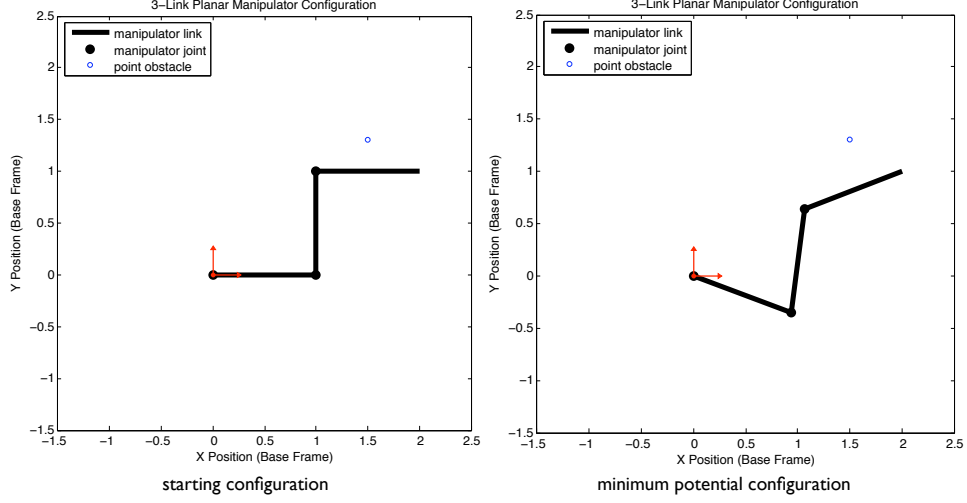 3−Link Planar Manipulator Configuration
2.5
manipulator link
manipulator joint
point obstacle
2
1.5
1
0.5
0
−0.5
−1
−1.5
Y Position (Base Frame)
−1.5 −1 −0.5 0 0.5 1 1.5 2 2.5
X Position (Base Frame)
starting configuration
3−Link Planar Manipulator Configuration
2.5
manipulator link
manipulator joint
point obstacle
2
1.5
1
0.5
0
−0.5
−1
−1.5
Y Position (Base Frame)
−1.5 −1 −0.5 0 0.5 1 1.5 2 2.5
X Position (Base Frame)
minimum potential configuration